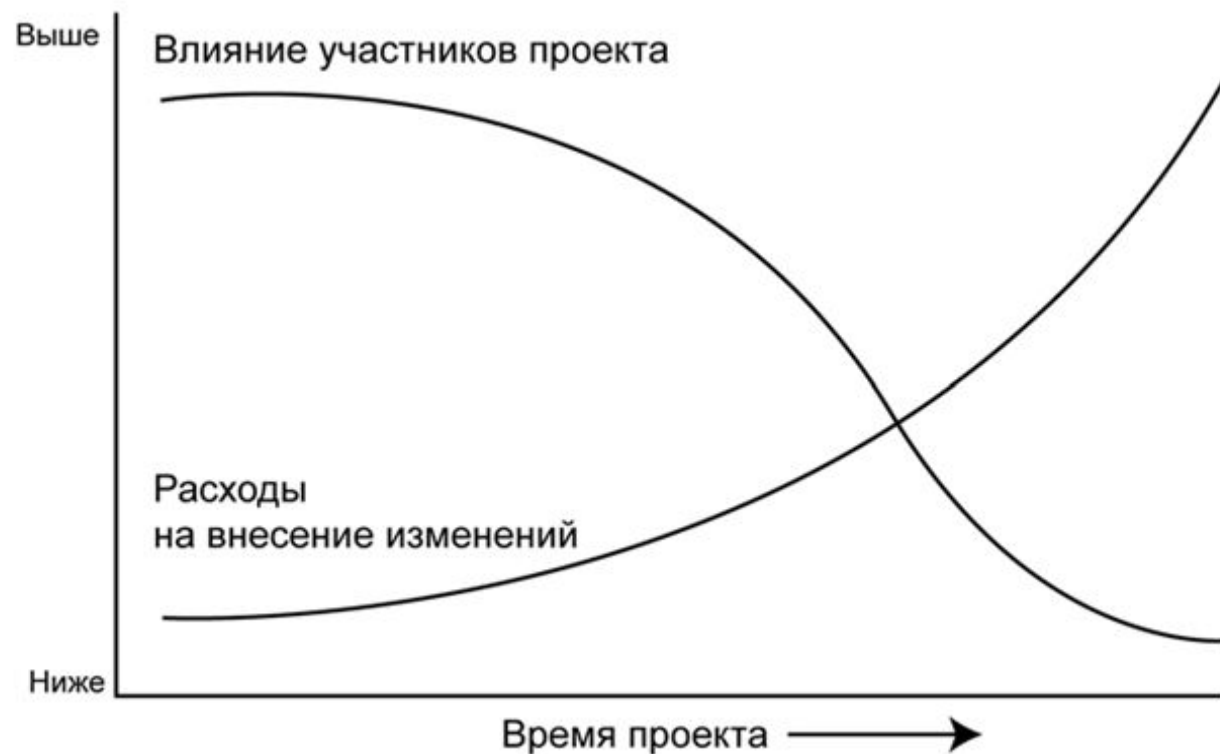 Выше
Влияние участников проекта
Расходы
на внесение изменений
Ниже
Время проекта